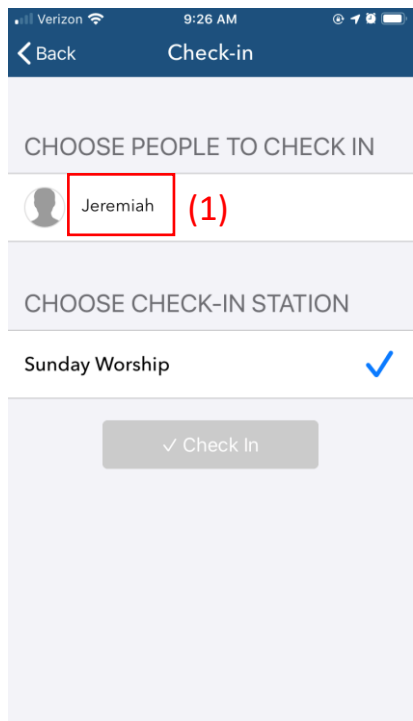 Verizon 9:26 AM
Back Check-in
CHOOSE PEOPLE TO CHECK IN
Jeremiah (1)
CHOOSE CHECK-IN STATION
Sunday Worship
✓ Check In